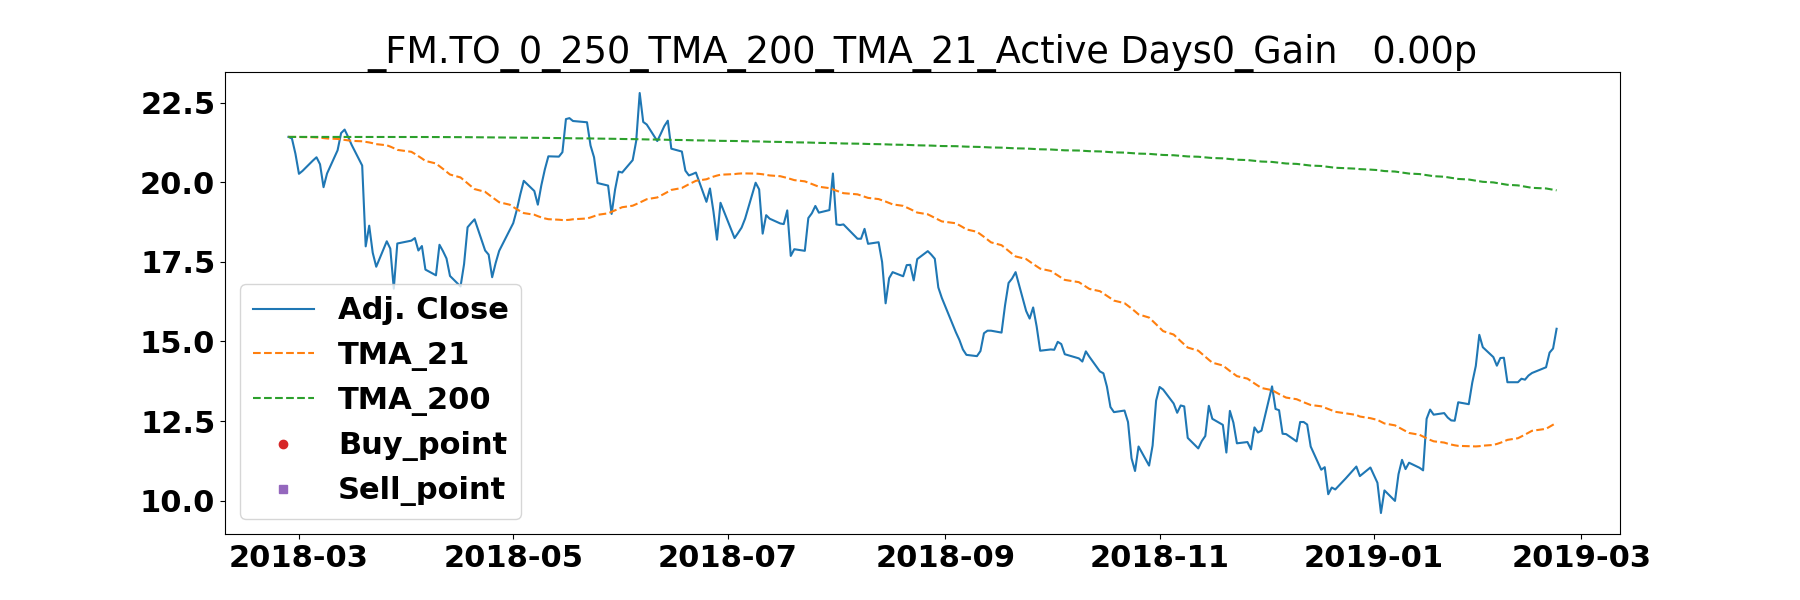 _FM.TO_0_250_TMA_200_TMA_21_Active Days0_Gain   0.00p
22.5
20.0
17.5
15.0
12.5
10.0
Adj. Close
TMA_21
TMA_200
Buy_point
Sell_point
2018-03 2018-05 2018-07 2018-09 2018-11 2019-01 2019-03